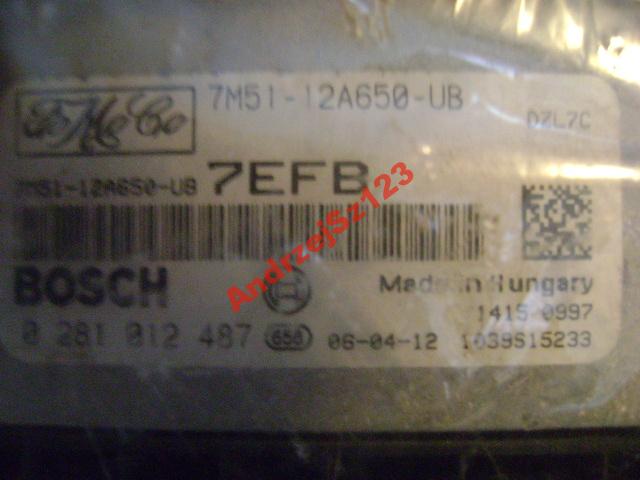 FoMoCo 7M51-12A650-UB
DZL7C
7M51-12A650-UB 7EFB
AndrzejSz123
BOSCH Made in Hungary
1415 0997
0 281 012 487 656 06-04-12 1039S15233